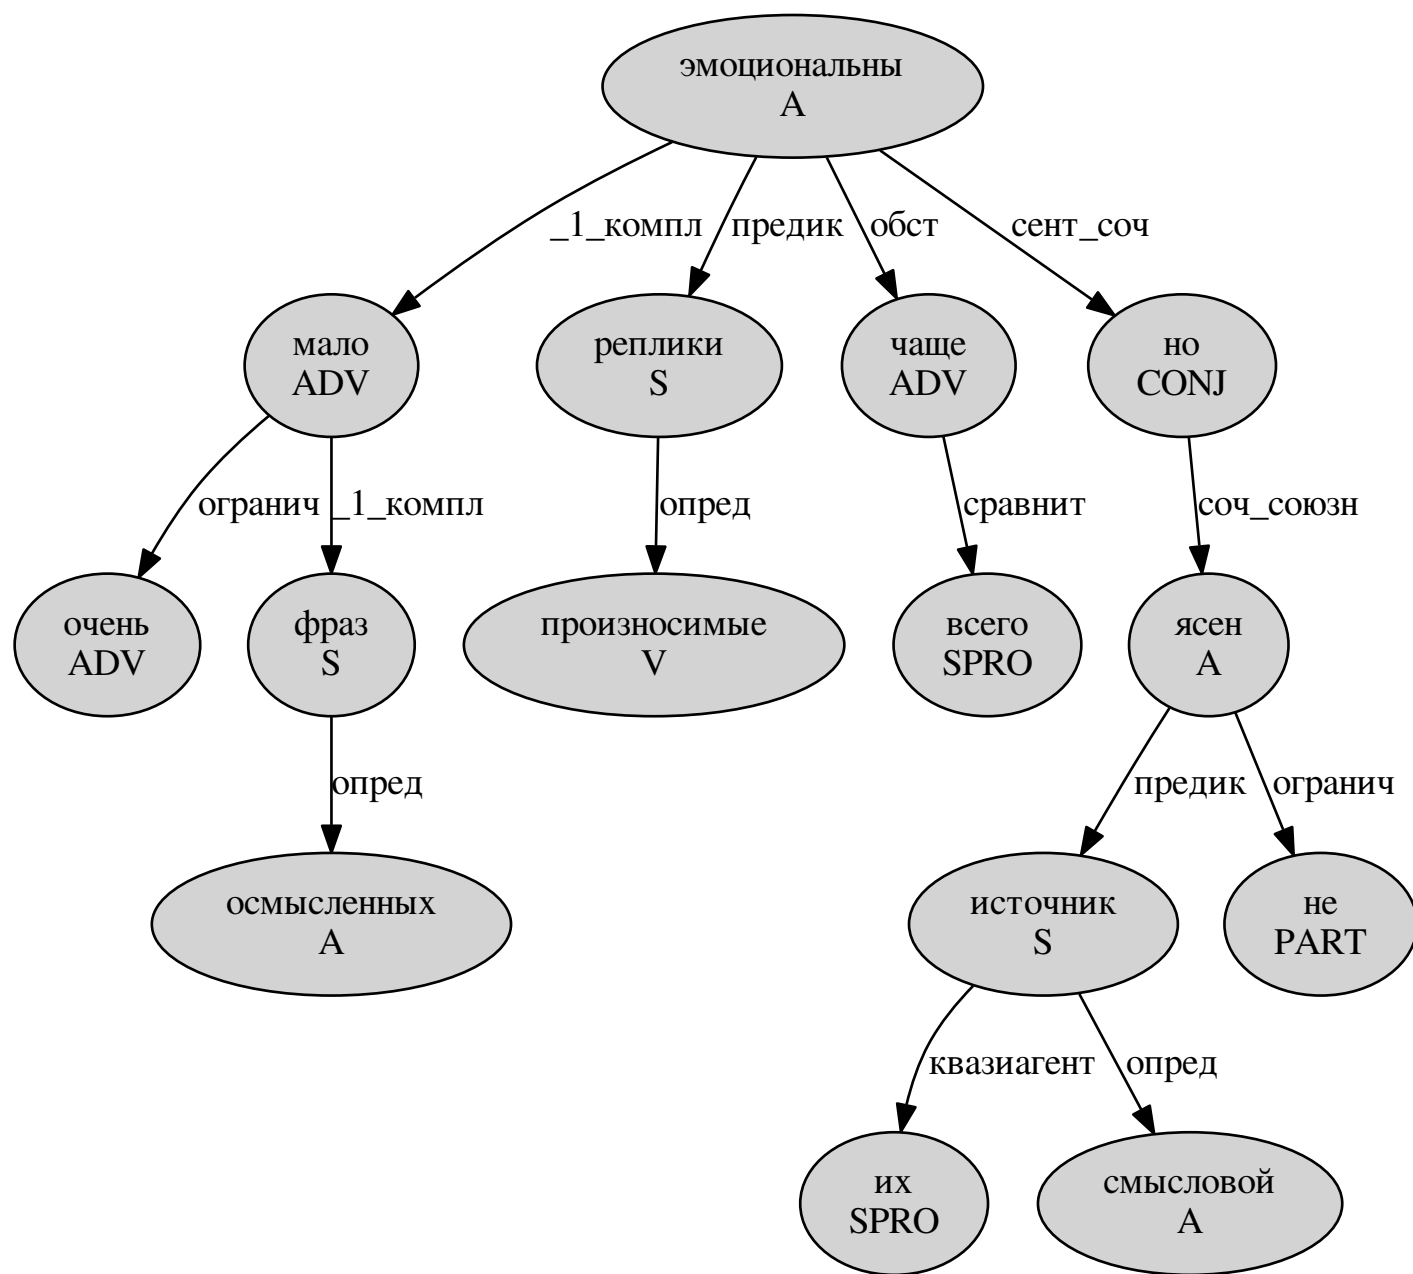 эмоциональны
A
_1_компл
предик
обст
сент_соч
мало
ADV
реплики
S
чаще
ADV
но
CONJ
огранич
_1_компл
опред
сравнит
соч_союзн
очень
ADV
фраз
S
произносимые
V
всего
SPRO
ясен
A
опред
предик
огранич
осмысленных
A
источник
S
не
PART
квазиагент
опред
их
SPRO
смысловой
A